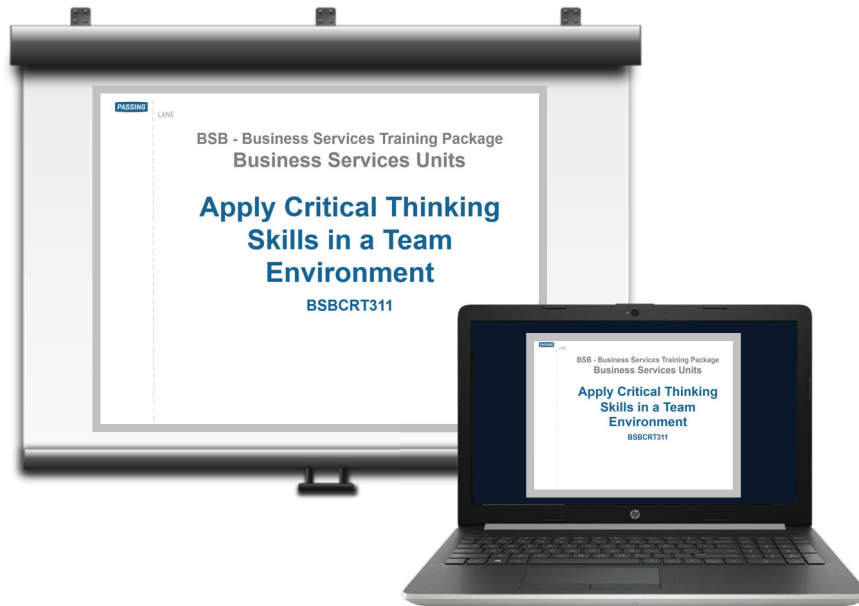 PASSING
LANE
BSB - Business Services Training Package
Business Services Units
Apply Critical Thinking
Skills in a Team
Environment
BSBCRT311
PASSING
LANE
BSB - Business Services Training Package
Business Services Units
Apply Critical Thinking
Skills in a Team
Environment
BSBCRT311
hp